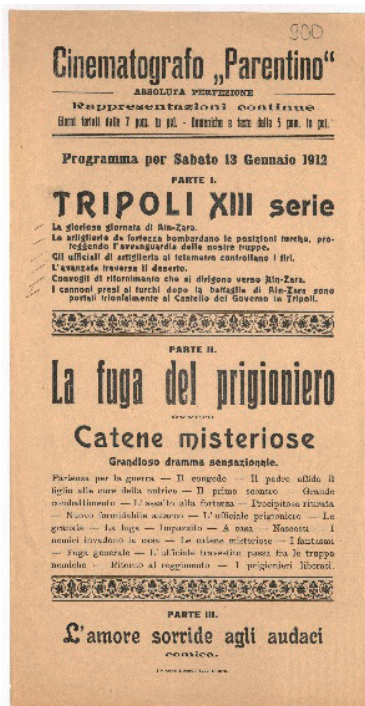 900
Cinematografo „Parentino“
ABSOLUTA PERFEZIONE
Rappresentazioni continue
Giorni feriali dalle 7 pom. in poi. - Domeniche e feste dalle 5 pom. in poi.
Programma per Sabato 13 Gennaio 1912
PARTE I.
TRIPOLI XIII serie
La gloriosa giornata di Ain-Zara.
Le artiglierie da fortezza bombardano le posizioni turche, pro-
teggendo l'avanguardia delle nostre truppe.
Gli ufficiali di artiglieria al telemetro controllano i tiri.
L'avanzata traverso il deserto.
Convogli di rifornimento che si dirigono verso Ain-Zara.
I cannoni presi ai turchi dopo la battaglia di Ain-Zara sono
portati trionfalmente al Castello del Governo in Tripoli.
PARTE II.
La fuga del prigioniero
OVVERO
Catene misteriose
Grandioso dramma sensazionale.
Partenza per la guerra — Il congedo — Il padre affida il
figlio alla cura della nutrice — Il primo scontro — Grande
combattimento — L'assalto alla fortezza — Precipitosa ritirata
— Nuovo formidabile — L'ufficiale prigioniero — La
granata — La fuga — Inseguito — A casa — Nascosti — I
nemici invadono la casa — Le catene misteriose — I fantasmi
— Fuga generale — L'ufficiale travestito passa fra le truppe
nemiche — Ritorno al reggimento — I prigionieri liberati.
PARTE III.
L'amore sorride agli audaci
comica.